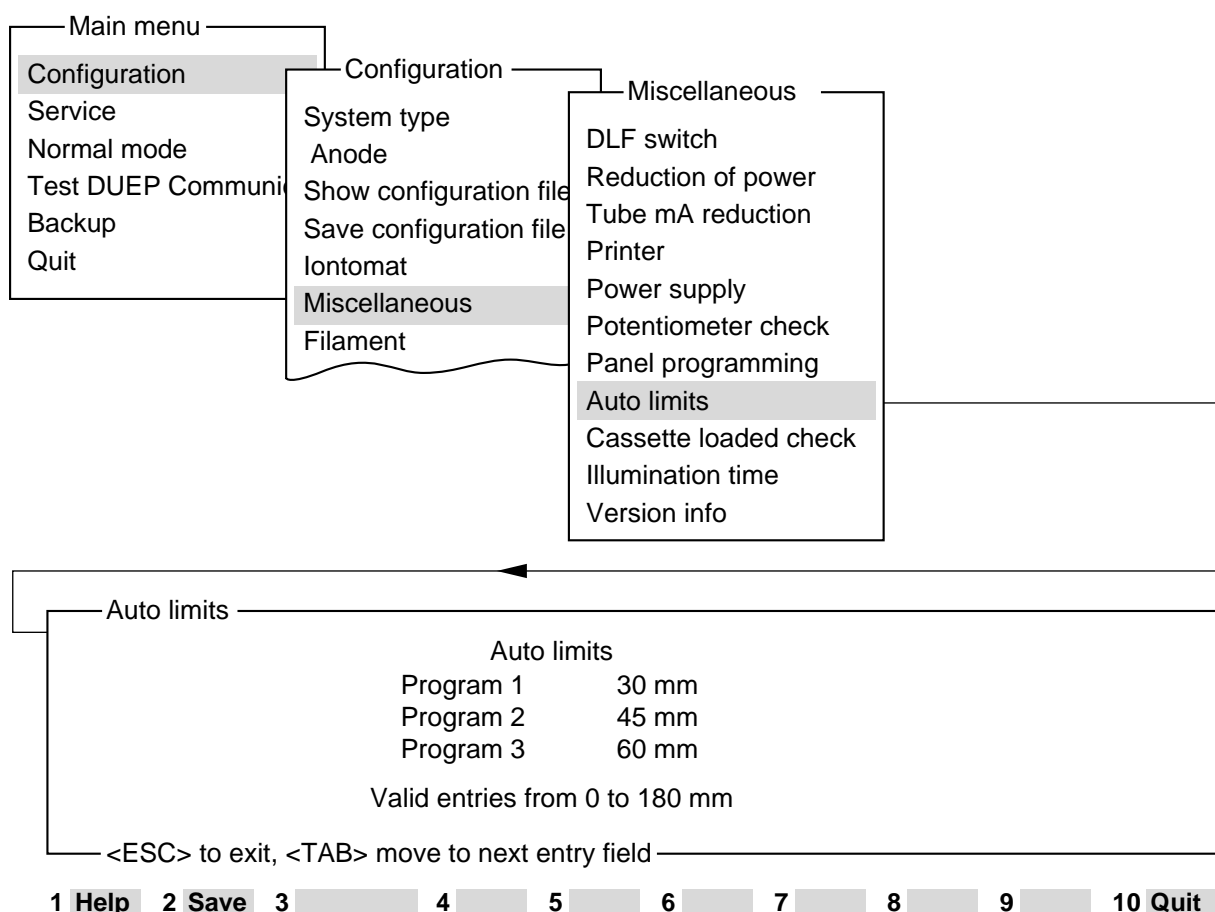 Main menu
Configuration
Service
Normal mode
Test DUEP Communi
Backup
Quit
Configuration
System type
Anode
Show configuration file
Save configuration file
Iontomat
Miscellaneous
Filament
Miscellaneous
DLF switch
Reduction of power
Tube mA reduction
Printer
Power supply
Potentiometer check
Panel programming
Auto limits
Cassette loaded check
Illumination time
Version info
Auto limits
Auto limits
Program 1 30 mm
Program 2 45 mm
Program 3 60 mm
Valid entries from 0 to 180 mm
<ESC> to exit, <TAB> move to next entry field
1 Help 2 Save 3 4 5 6 7 8 9 10 Quit